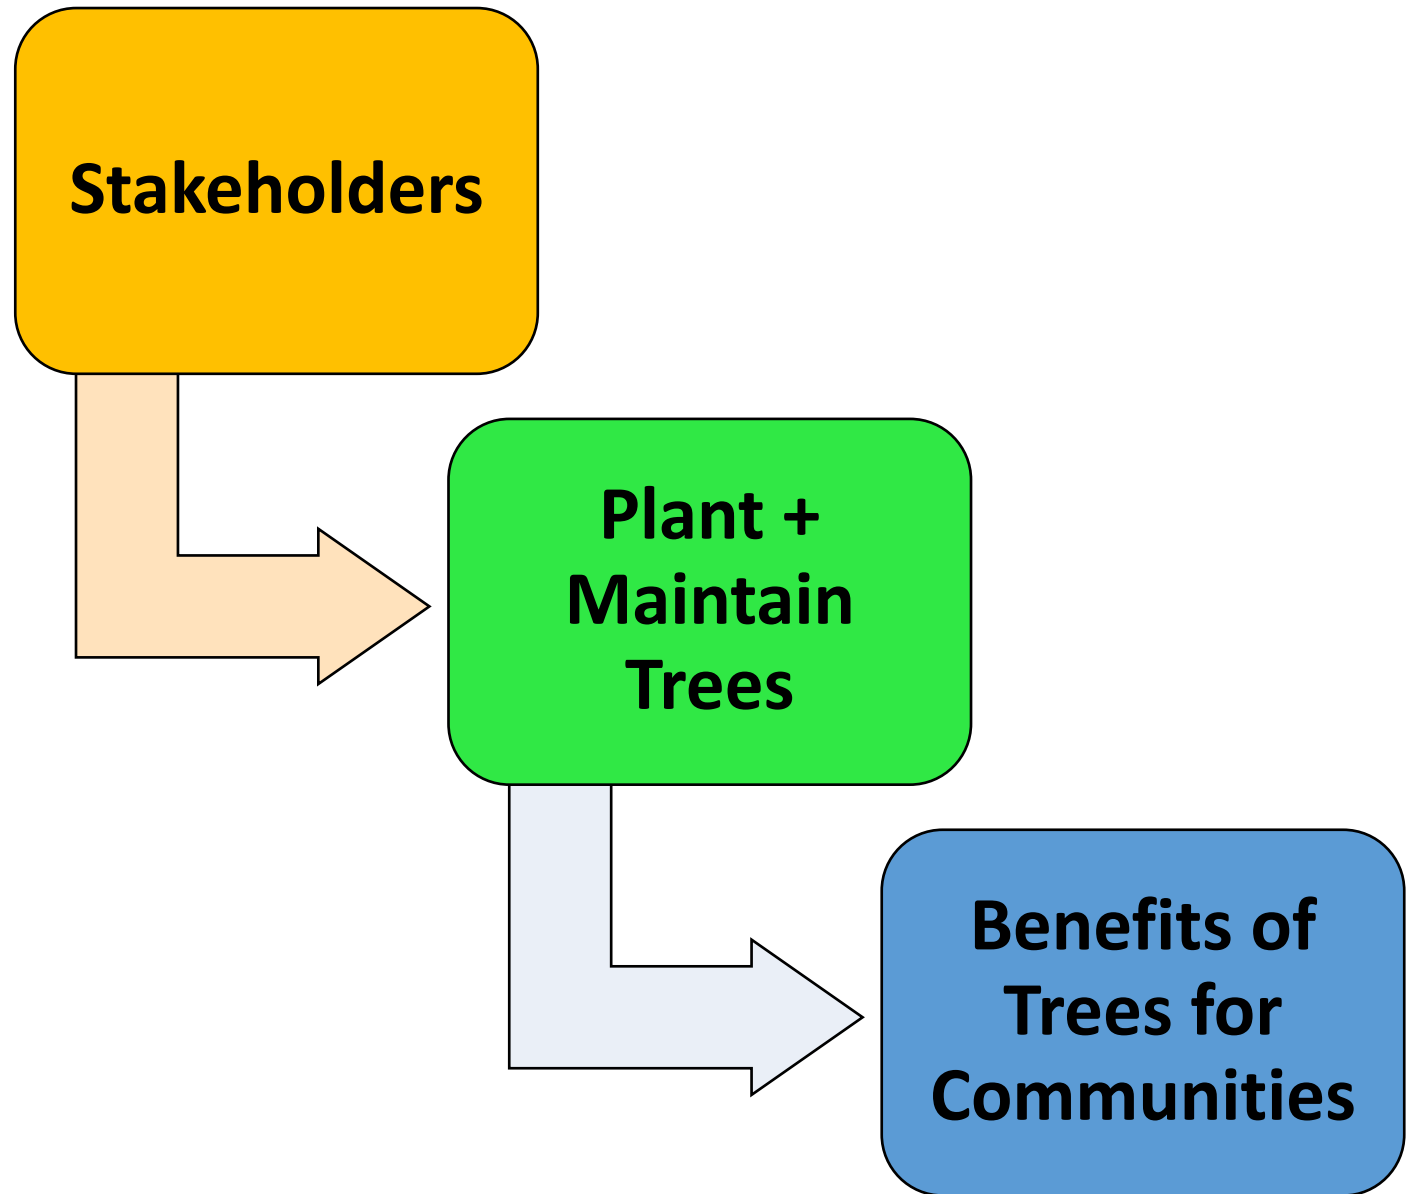 Stakeholders
Plant +
Maintain
Trees
Benefits of
Trees for
Communities